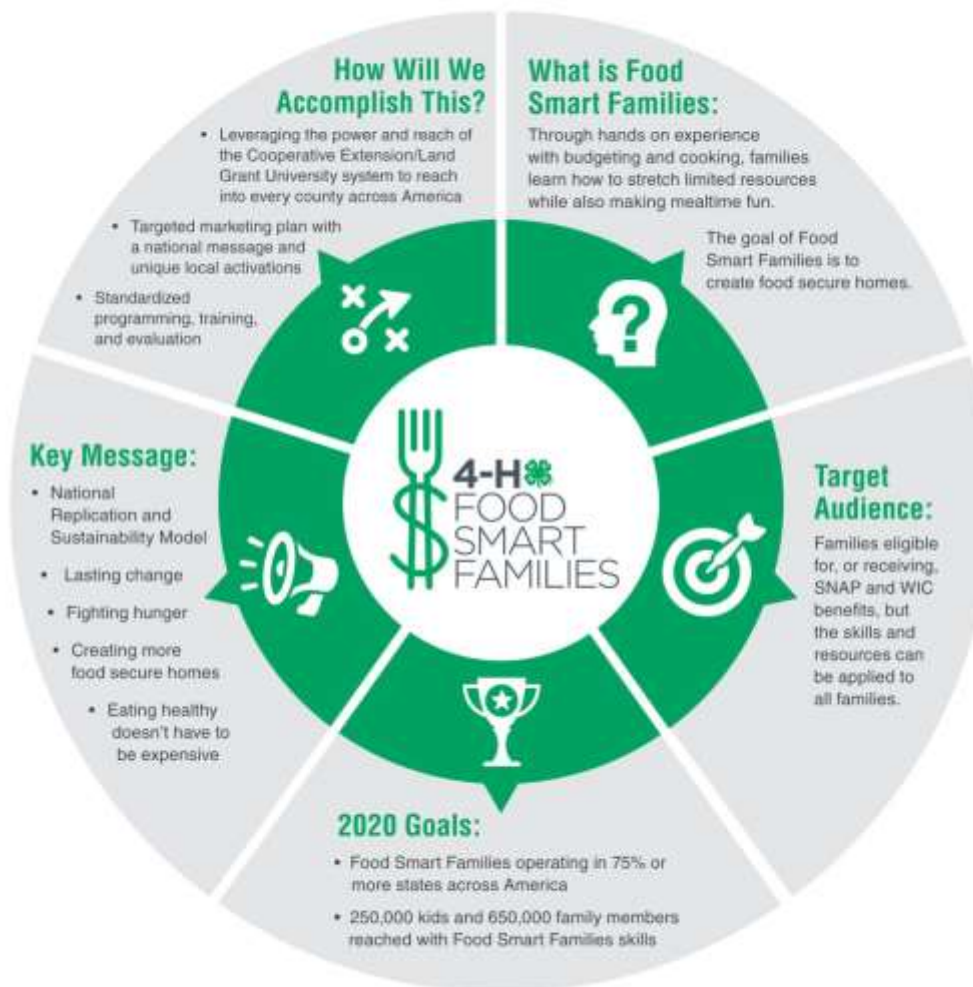 How Will We
Accomplish This?
• Leveraging the power and reach of
the Cooperative Extension/Land
Grant University system to reach
into every county across America
• Targeted marketing plan with
a national message and
unique local activations
• Standardized
programming, training,
and evaluation
What is Food
Smart Families:
Through hands on experience
with budgeting and cooking, families
learn how to stretch limited resources
while also making mealtime fun.
The goal of Food
Smart Families is to
create food secure homes.
Target
Audience:
Families eligible
for, or receiving,
SNAP and WIC
benefits, but
the skills and
resources can
be applied to
all families.
2020 Goals:
• Food Smart Families operating in 75% or
more states across America
• 250,000 kids and 650,000 family members
reached with Food Smart Families skills
Key Message:
• National
Replication and
Sustainability Model
• Lasting change
• Fighting hunger
• Creating more
food secure homes
• Eating healthy
doesn't have to
be expensive
4-H
FOOD
SMART
FAMILIES